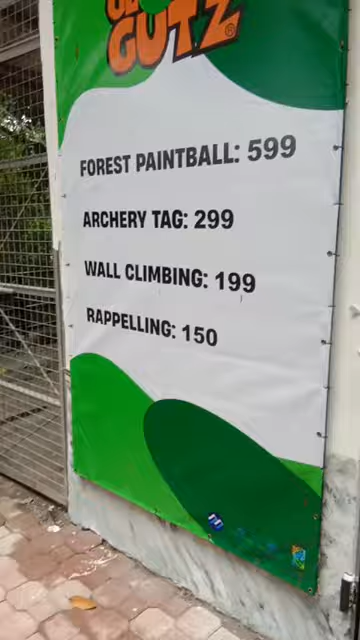 GUTZ®
FOREST PAINTBALL: 599
ARCHERY TAG: 299
WALL CLIMBING: 199
RAPPELLING: 150